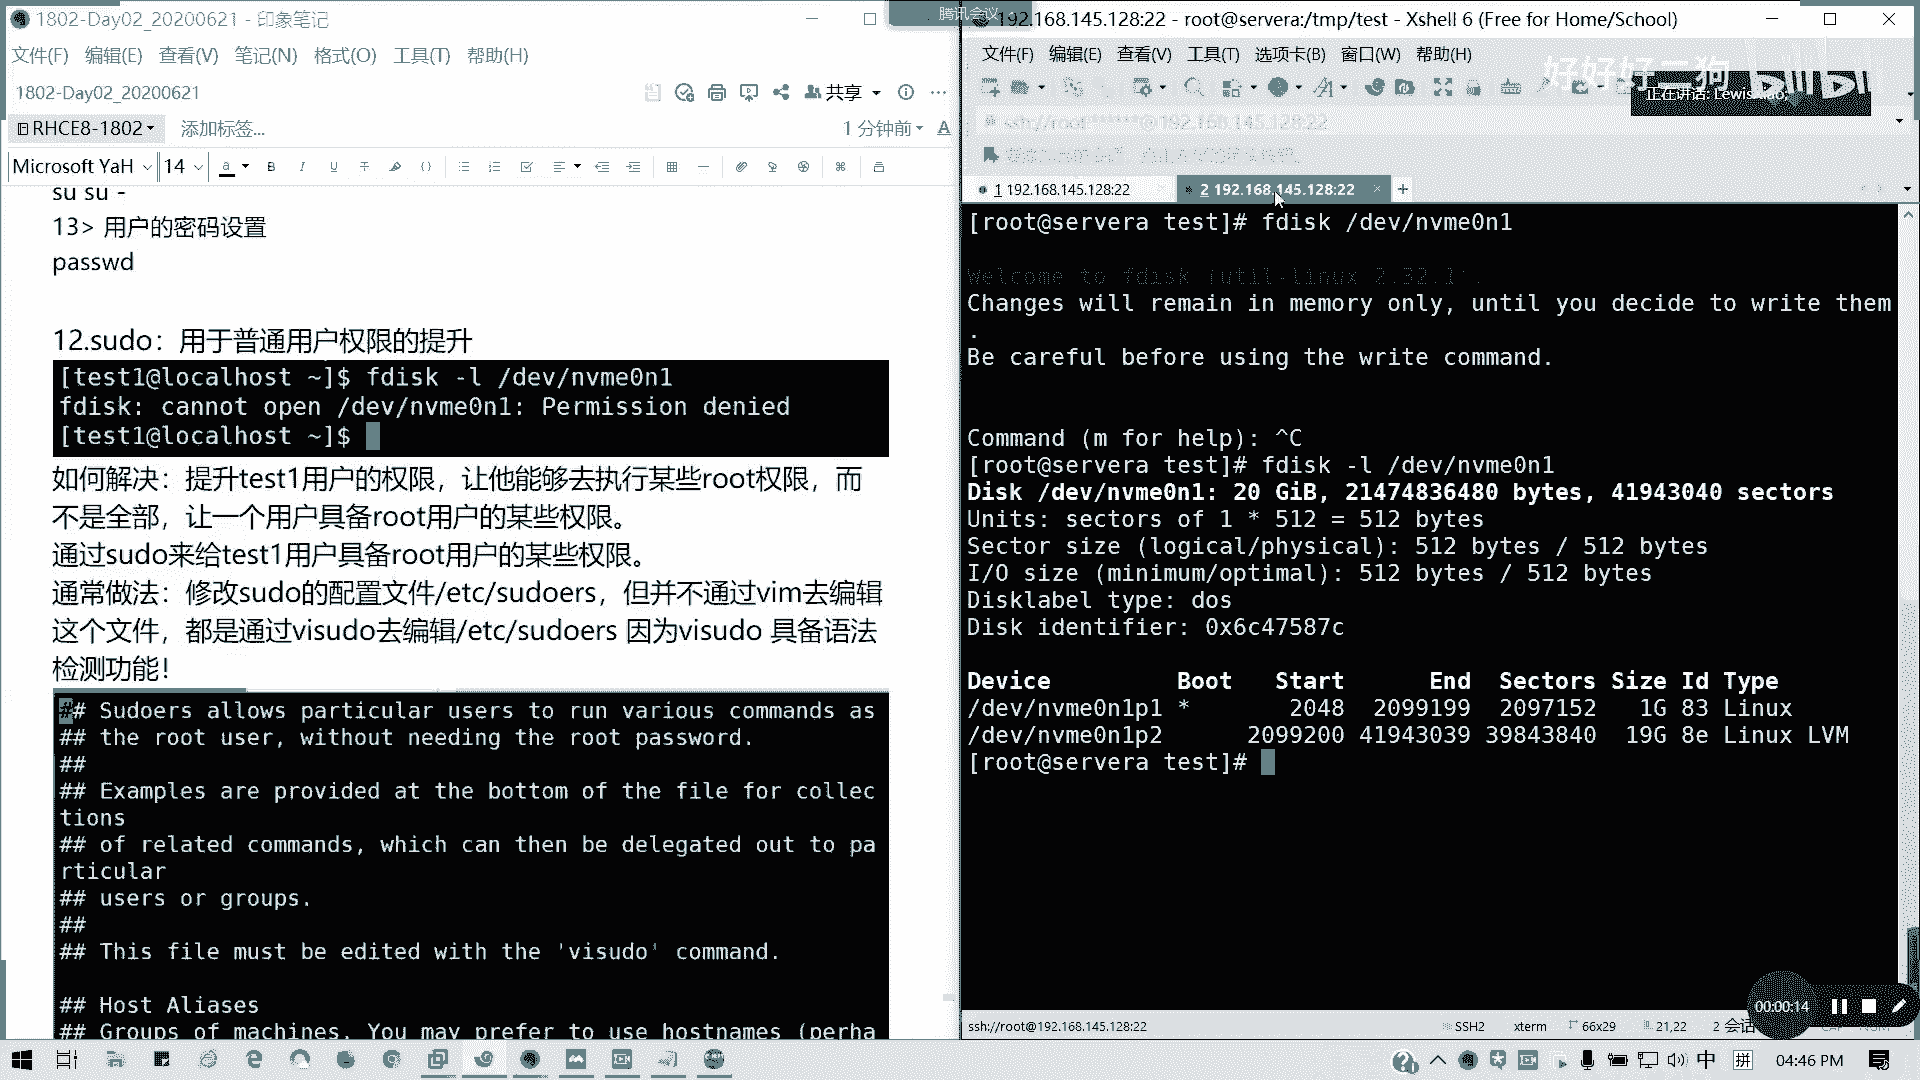 1802-Day02_20200621 - 印象笔记
文件(F) 编辑(E) 查看(V) 笔记(N) 格式(O) 工具(T) 帮助(H)
1802-Day02_20200621
共享
RHCE8-1802
添加标签...
1 分钟前
Microsoft YaH 14
su su -
13> 用户的密码设置
passwd
12.sudo：用于普通用户权限的提升
[test1@localhost ~]$ fdisk -l /dev/nvme0n1
fdisk: cannot open /dev/nvme0n1: Permission denied
[test1@localhost ~]$
如何解决：提升test1用户的权限，让他能够去执行某些root权限，而
不是全部，让一个用户具备root用户的某些权限。
通过sudo来给test1用户具备root用户的某些权限。
通常做法：修改sudo的配置文件/etc/sudoers，但并不通过vim去编辑
这个文件，都是通过visudo去编辑/etc/sudoers 因为visudo 具备语法
检测功能！
## Sudoers allows particular users to run various commands as
## the root user, without needing the root password.
##
## Examples are provided at the bottom of the file for collec
tions
## of related commands, which can then be delegated out to pa
rticular
## users or groups.
##
## This file must be edited with the 'visudo' command.
## Host Aliases
## Groups of machines. You may prefer to use hostnames (perha
腾讯会议
192.168.145.128:22 - root@servera:/tmp/test - Xshell 6 (Free for Home/School)
文件(F) 编辑(E) 查看(V) 工具(T) 选项卡(B) 窗口(W) 帮助(H)
好好好二狗
bilibili
正在讲话: Lewis
ssh://root:******@192.168.145.128:22
1 192.168.145.128:22
2 192.168.145.128:22
[root@servera test]# fdisk /dev/nvme0n1
Welcome to fdisk (util-linux 2.32.1).
Changes will remain in memory only, until you decide to write them
.
Be careful before using the write command.
Command (m for help): ^C
[root@servera test]# fdisk -l /dev/nvme0n1
Disk /dev/nvme0n1: 20 GiB, 21474836480 bytes, 41943040 sectors
Units: sectors of 1 * 512 = 512 bytes
Sector size (logical/physical): 512 bytes / 512 bytes
I/O size (minimum/optimal): 512 bytes / 512 bytes
Disklabel type: dos
Disk identifier: 0x6c47587c
Device Boot Start End Sectors Size Id Type
/dev/nvme0n1p1 * 2048 2099199 2097152 1G 83 Linux
/dev/nvme0n1p2 2099200 41943039 39843840 19G 8e Linux LVM
[root@servera test]#
00:00:14
ssh://root@192.168.145.128:22 SSH2 xterm 66x29 21,22 2 会话
中 拼 04:46 PM